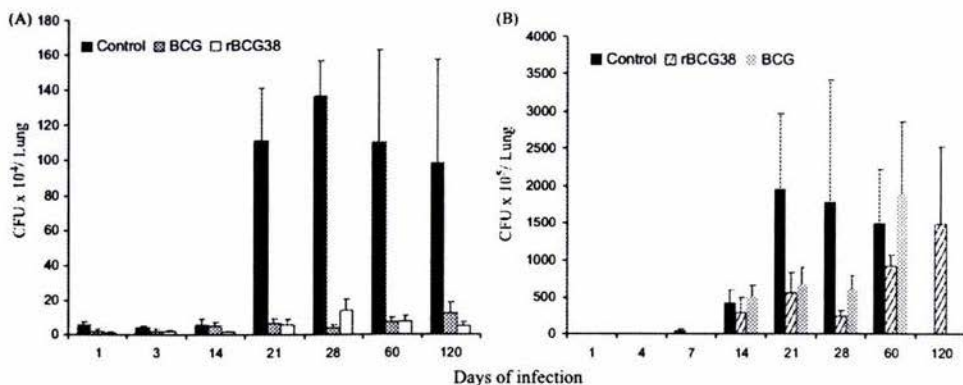 (A)
180
160
140
120
100
80
60
40
20
0
CFU x 10⁴/ Lung
Control BCG rBCG38
1 3 14 21 28 60 120
(B)
4000
3500
3000
2500
2000
1500
1000
500
0
CFU x 10⁵/ Lung
Control rBCG38 BCG
1 4 7 14 21 28 60 120
Days of infection